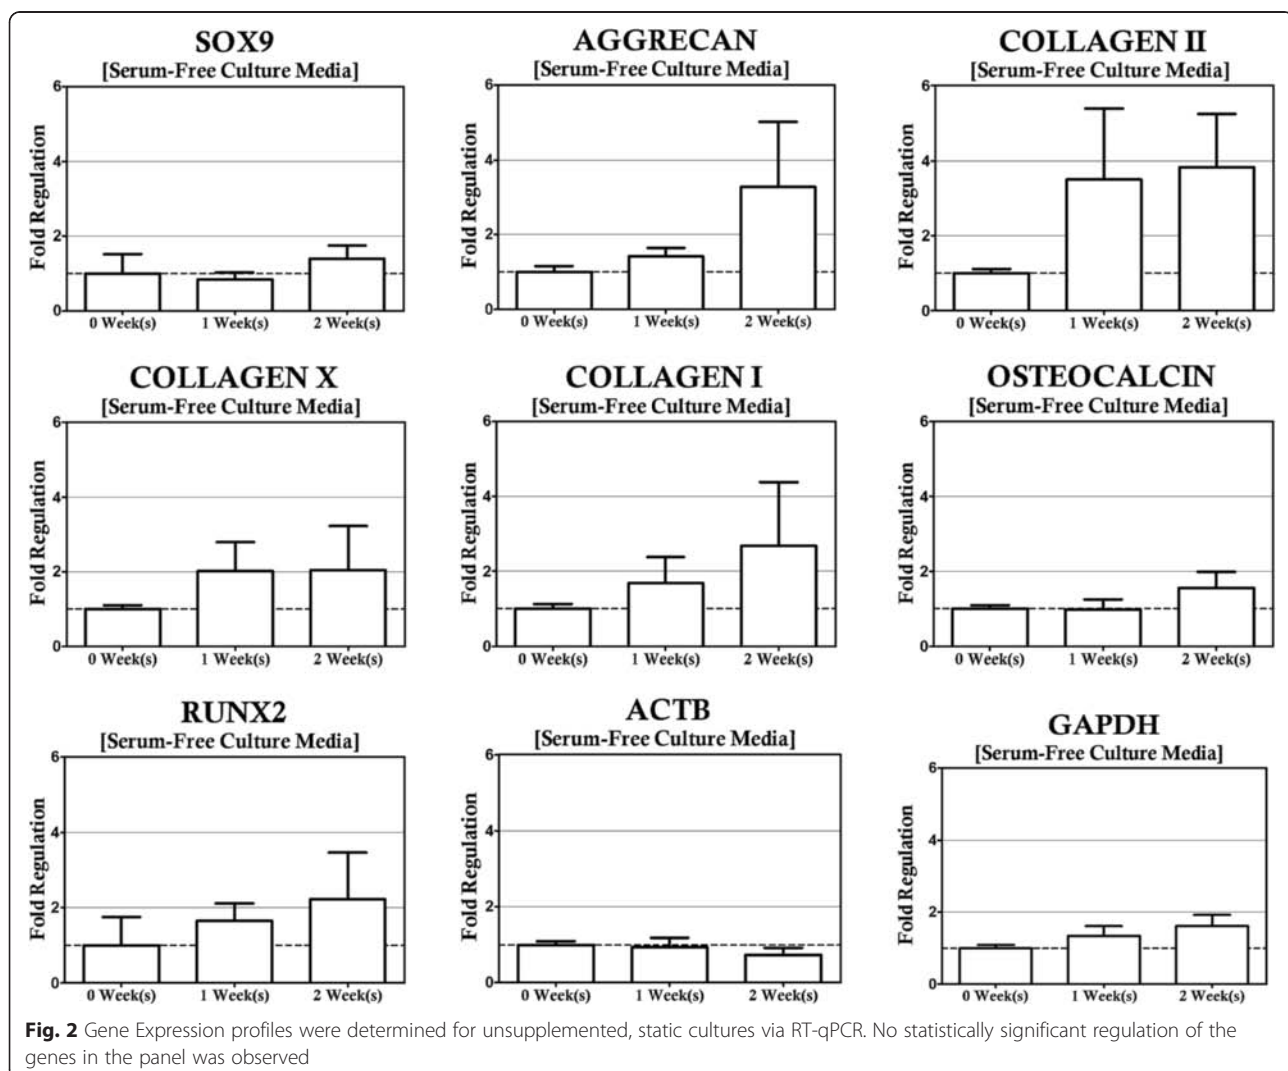 SOX9
[Serum-Free Culture Media]
Fold Regulation
6
4
2
0
0 Week(s) 1 Week(s) 2 Week(s)
AGGRECAN
[Serum-Free Culture Media]
Fold Regulation
6
4
2
0
0 Week(s) 1 Week(s) 2 Week(s)
COLLAGEN II
[Serum-Free Culture Media]
Fold Regulation
6
4
2
0
0 Week(s) 1 Week(s) 2 Week(s)
COLLAGEN X
[Serum-Free Culture Media]
Fold Regulation
6
4
2
0
0 Week(s) 1 Week(s) 2 Week(s)
COLLAGEN I
[Serum-Free Culture Media]
Fold Regulation
6
4
2
0
0 Week(s) 1 Week(s) 2 Week(s)
OSTEOCALCIN
[Serum-Free Culture Media]
Fold Regulation
6
4
2
0
0 Week(s) 1 Week(s) 2 Week(s)
RUNX2
[Serum-Free Culture Media]
Fold Regulation
6
4
2
0
0 Week(s) 1 Week(s) 2 Week(s)
ACTB
[Serum-Free Culture Media]
Fold Regulation
6
4
2
0
0 Week(s) 1 Week(s) 2 Week(s)
GAPDH
[Serum-Free Culture Media]
Fold Regulation
6
4
2
0
0 Week(s) 1 Week(s) 2 Week(s)
Fig. 2 Gene Expression profiles were determined for unsupplemented, static cultures via RT-qPCR. No statistically significant regulation of the
genes in the panel was observed